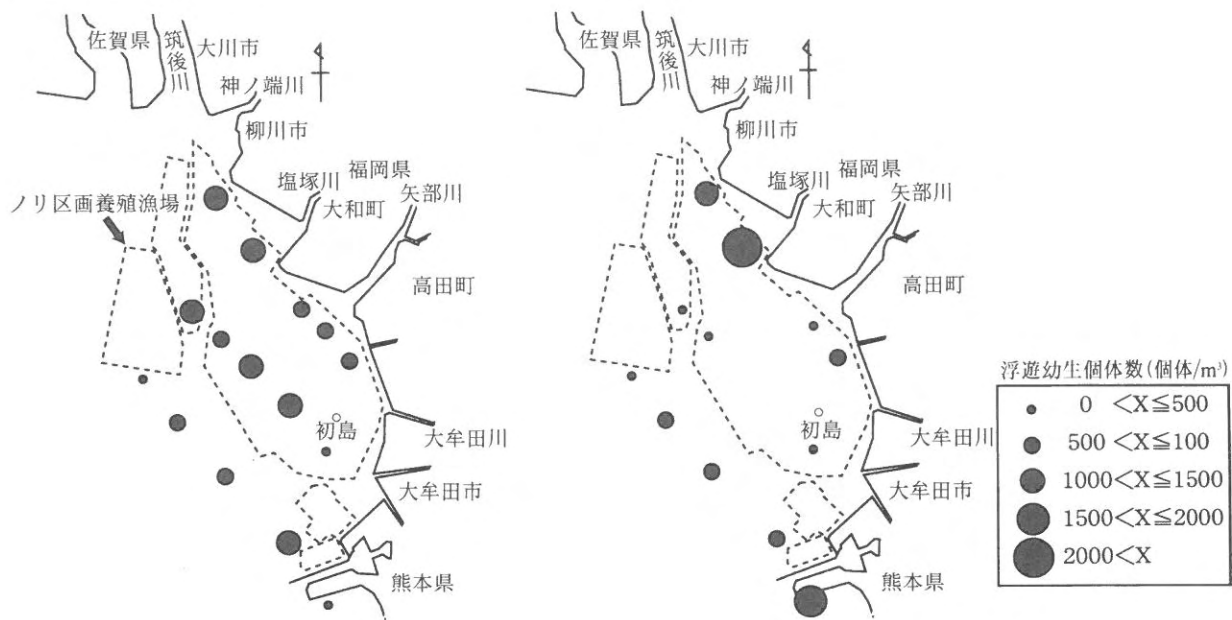 佐賀県
筑後川
大川市
神ノ端川
柳川市
福岡県
塩塚川
矢部川
大和町
ノリ区画養殖漁場
高田町
初島
大牟田川
大牟田市
熊本県
佐賀県
筑後川
大川市
神ノ端川
柳川市
福岡県
塩塚川
矢部川
大和町
高田町
初島
大牟田川
大牟田市
熊本県
浮遊幼生個体数(個体/m³)
0 <X≦500
500 <X≦100
1000<X≦1500
1500<X≦2000
2000<X